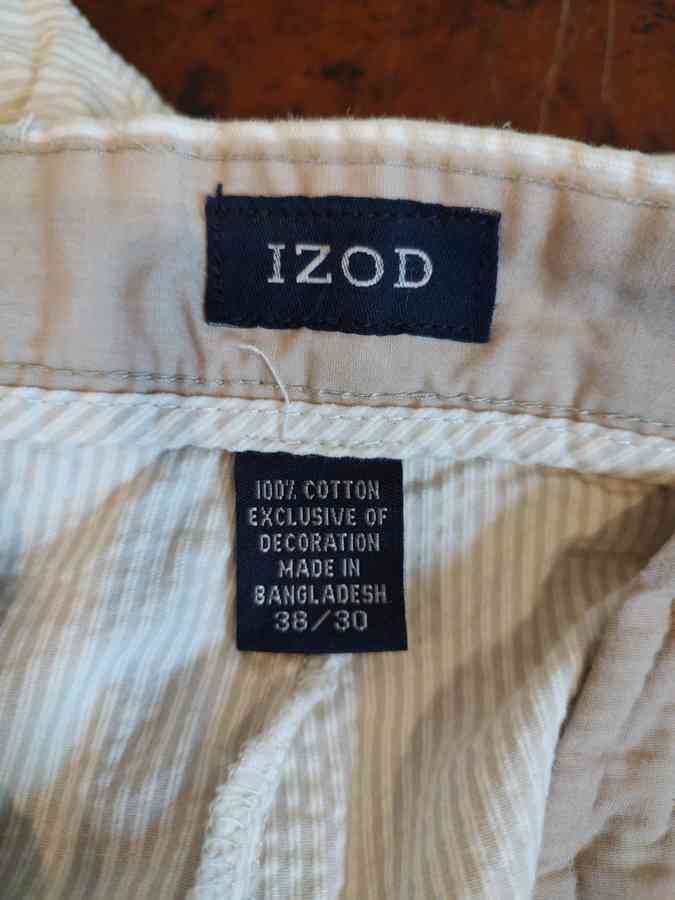 IZOD
100% COTTON
EXCLUSIVE OF
DECORATION
MADE IN
BANGLADESH
38/30